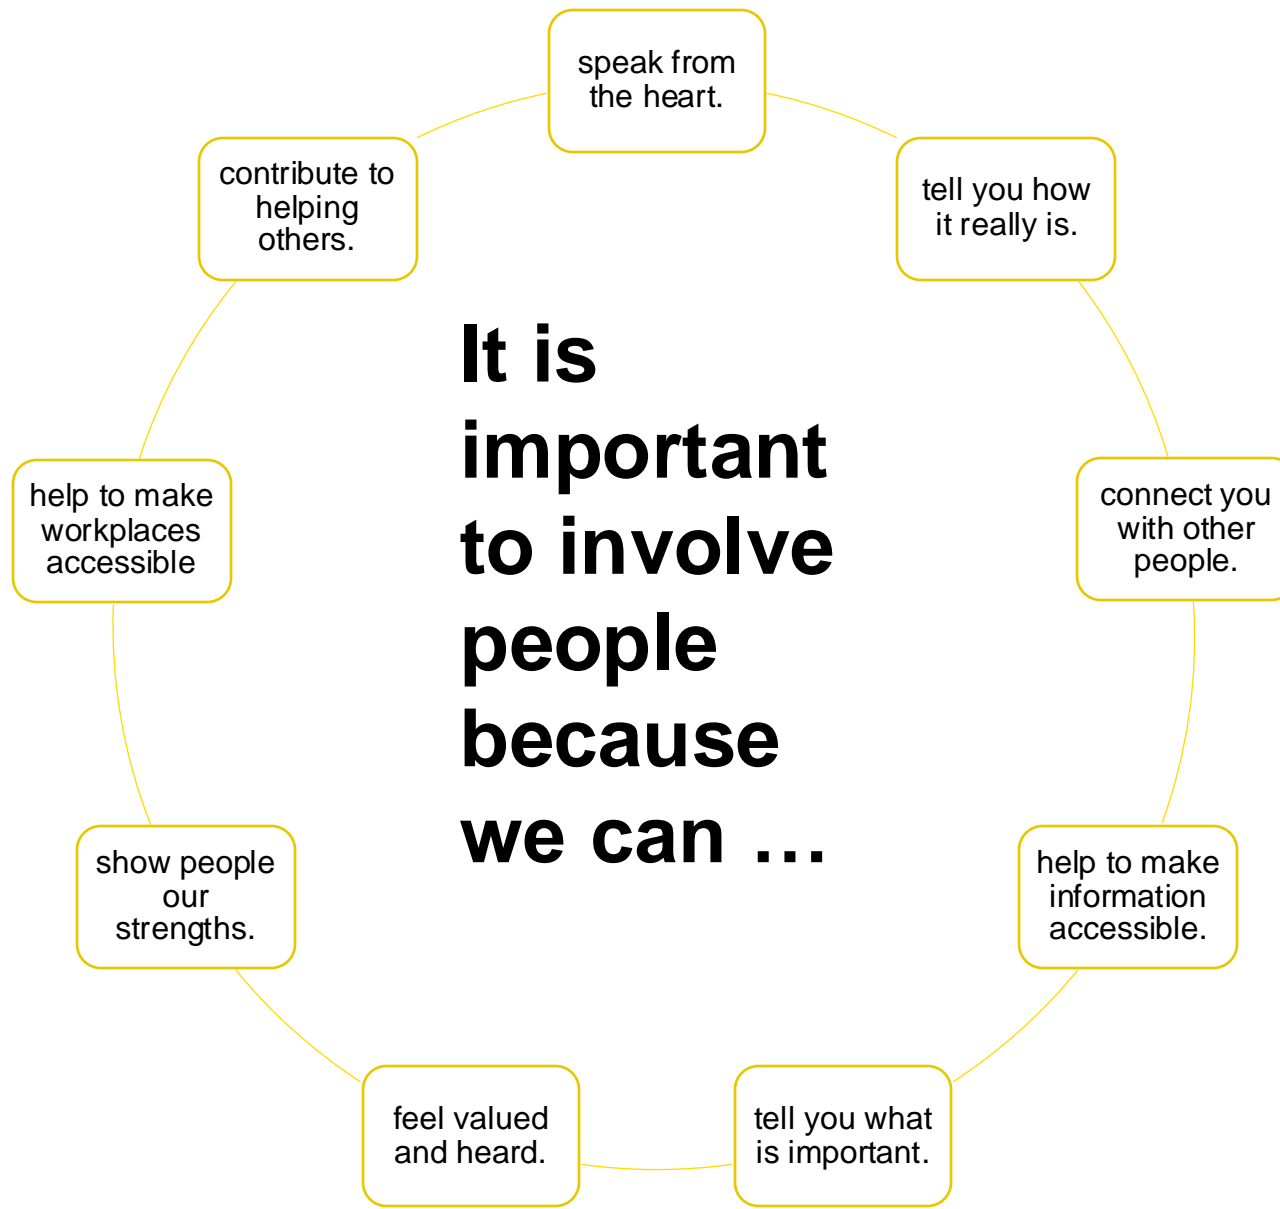 speak from
the heart.
tell you how
it really is.
connect you
with other
people.
help to make
information
accessible.
tell you what
is important.
feel valued
and heard.
show people
our
strengths.
help to make
workplaces
accessible
contribute to
helping
others.
It is
important
to involve
people
because
we can …